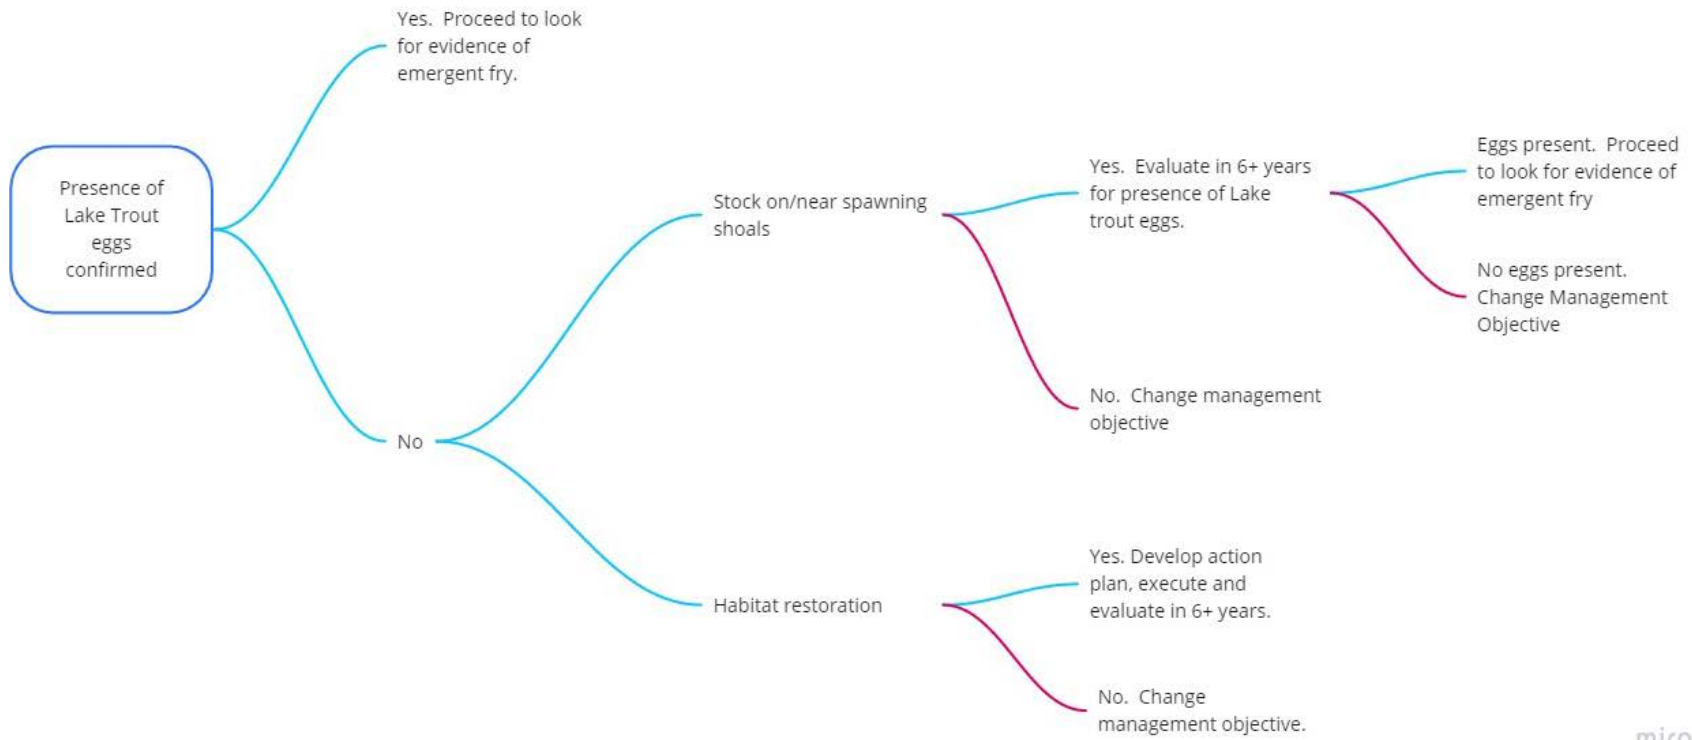 Yes.  Proceed to look
for evidence of
emergent fry.
Presence of
Lake Trout
eggs
confirmed
Stock on/near spawning
shoals
Yes.  Evaluate in 6+ years
for presence of Lake
trout eggs.
Eggs present.  Proceed
to look for evidence of
emergent fry
No eggs present.
Change Management
Objective
No.  Change management
objective
No
Habitat restoration
Yes. Develop action
plan, execute and
evaluate in 6+ years.
No.  Change
management objective.
miro